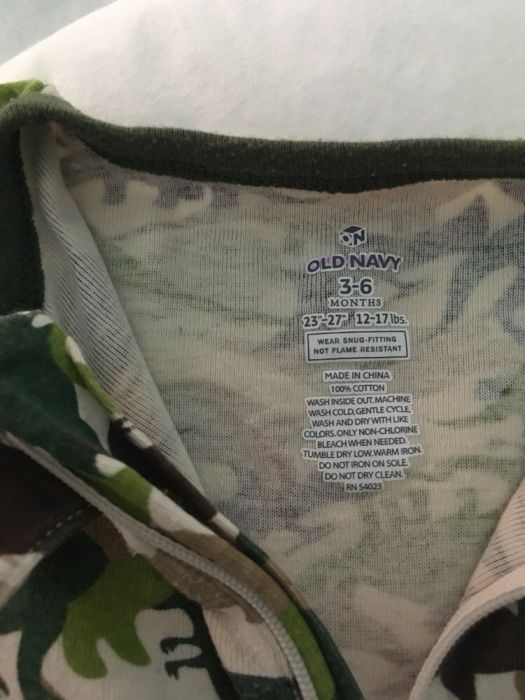 ON
OLD NAVY
3-6
MONTHS
23"-27" 12-17 lbs.
WEAR SNUG-FITTING
NOT FLAME RESISTANT
MADE IN CHINA
100% COTTON
WASH INSIDE OUT. MACHINE
WASH COLD, GENTLE CYCLE.
WASH AND DRY WITH LIKE
COLORS. ONLY NON-CHLORINE
BLEACH WHEN NEEDED.
TUMBLE DRY LOW. WARM IRON.
DO NOT IRON ON SOLE.
DO NOT DRY CLEAN.
RN 54023